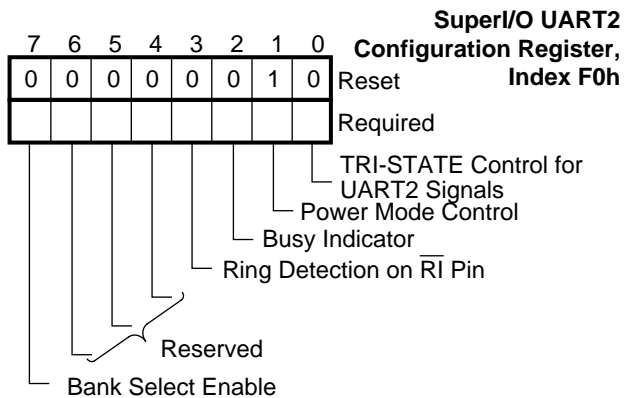 SuperI/O UART2
Configuration Register,
Index F0h
7 6 5 4 3 2 1 0
0 0 0 0 0 0 1 0 Reset
Required
TRI-STATE Control for
UART2 Signals
Power Mode Control
Busy Indicator
Ring Detection on R̅I̅ Pin
Reserved
Bank Select Enable